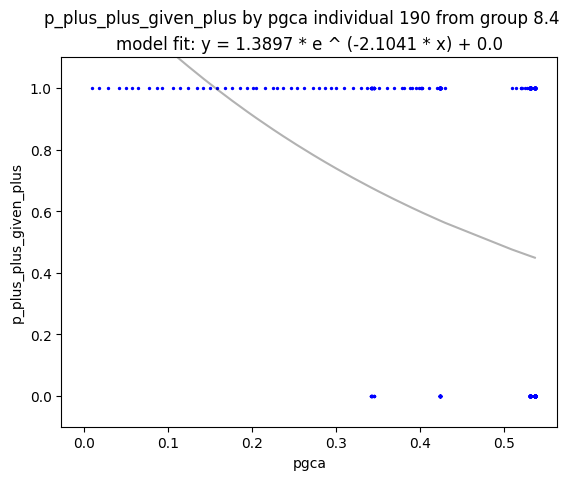 p_plus_plus_given_plus by pgca individual 190 from group 8.4
model fit: y = 1.3897 * e ^ (-2.1041 * x) + 0.0
1.0
0.8
0.6
0.4
0.2
0.0
p_plus_plus_given_plus
0.0 0.1 0.2 0.3 0.4 0.5
pgca